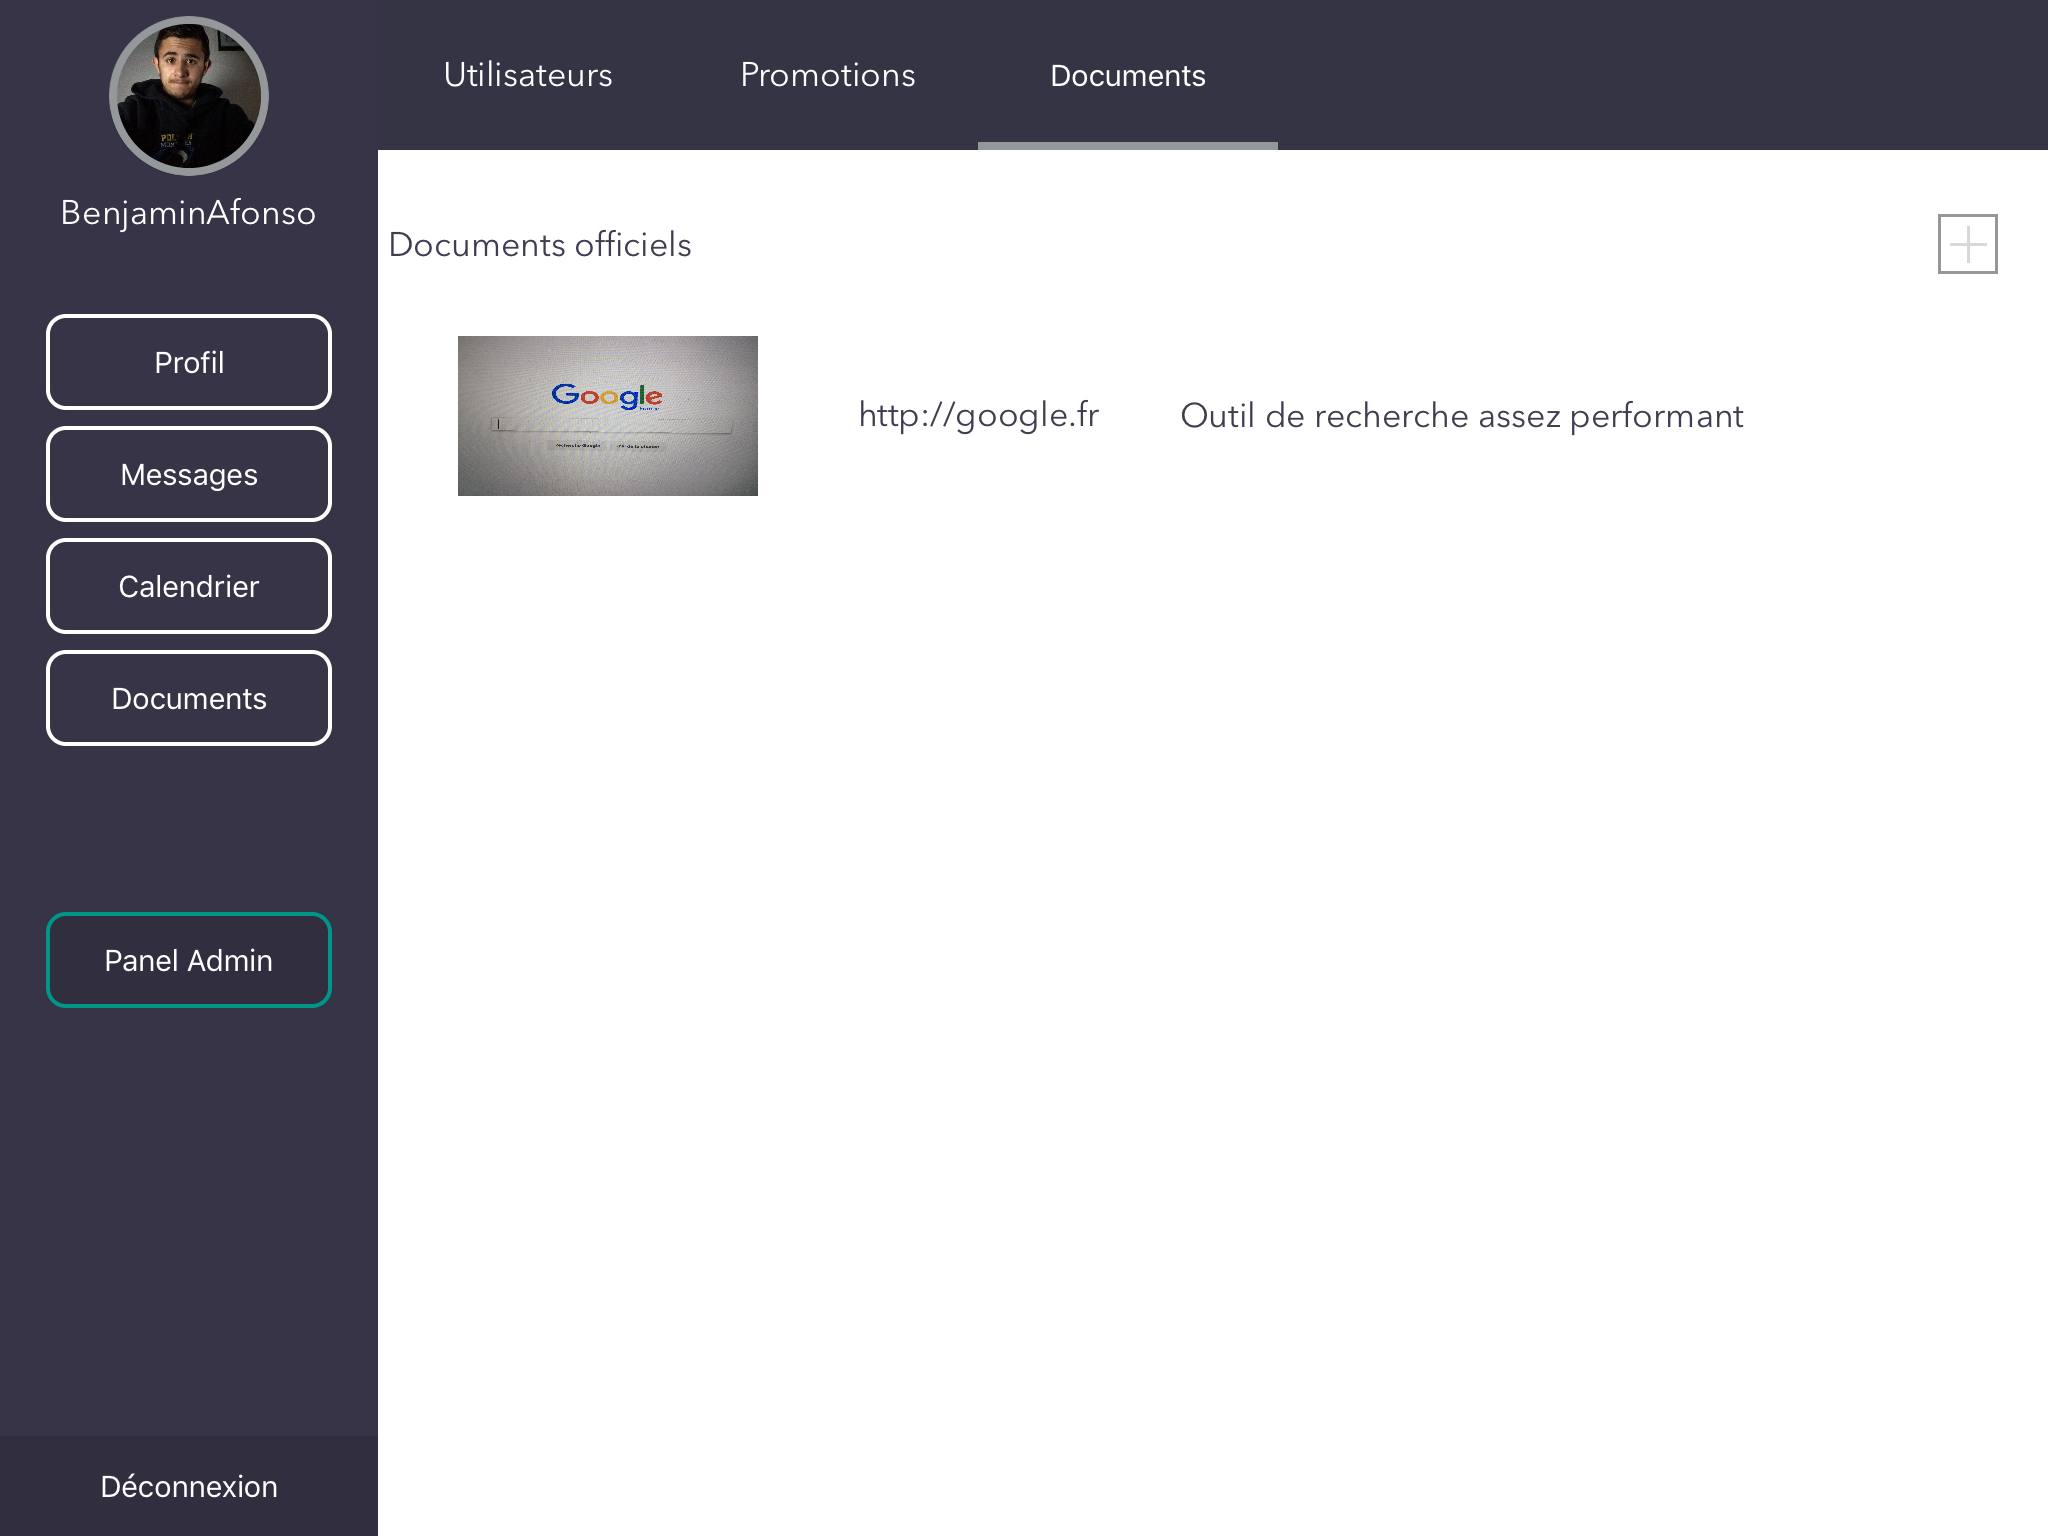 BenjaminAfonso
Profil
Messages
Calendrier
Documents
Panel Admin
Déconnexion
Utilisateurs
Promotions
Documents
Documents officiels
Google
http://google.fr
Outil de recherche assez performant